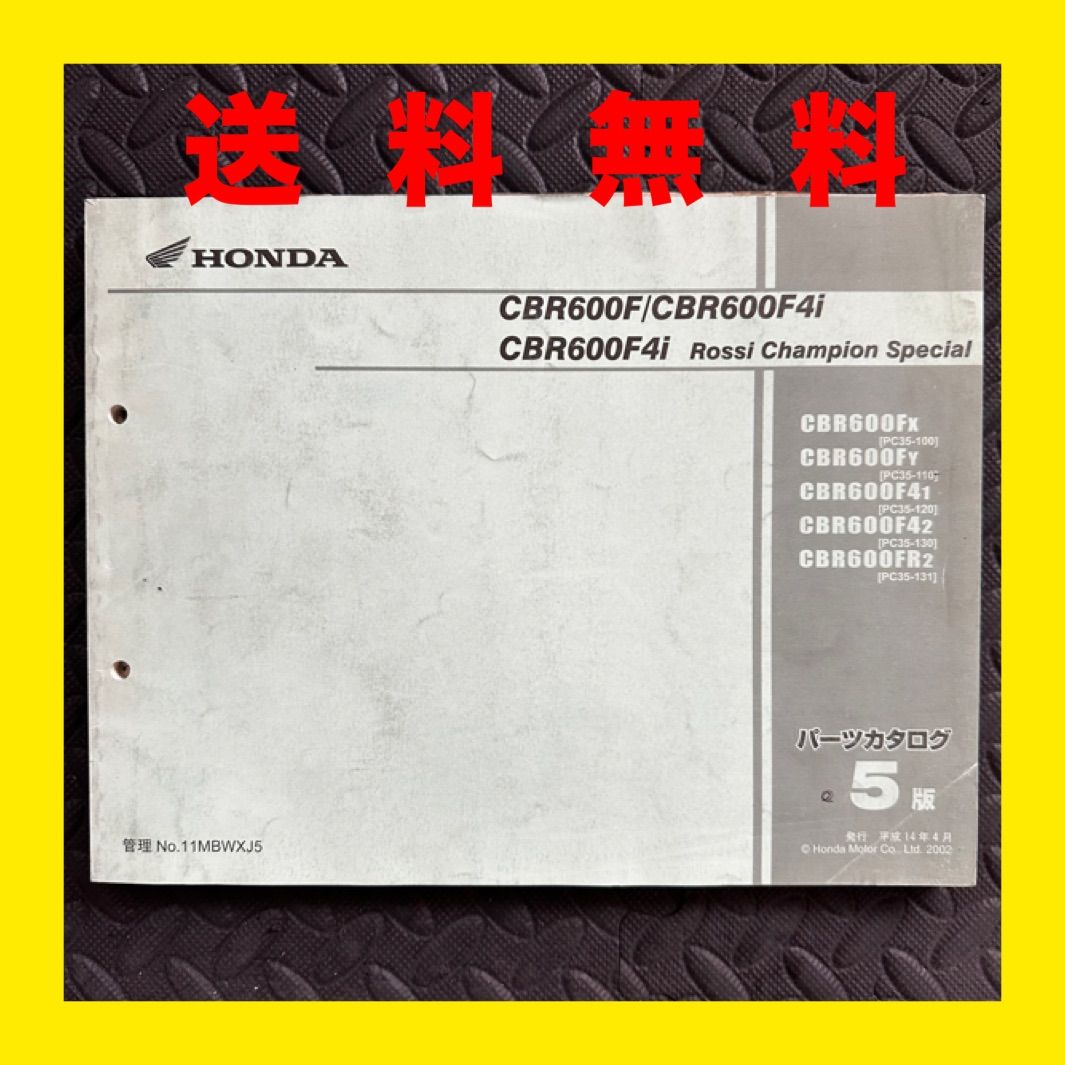 送料無料
HONDA
CBR600F/CBR600F4i
CBR600F4i Rossi Champion Special
CBR600Fx
[PC35-100]
CBR600FY
[PC35-110]
CBR600F41
[PC35-120]
CBR600F42
[PC35-130]
CBR600FR2
[PC35-131]
パーツカタログ
5版
管理 No.11MBWXJ5
発行 平成14年4月
© Honda Motor Co., Ltd. 2002